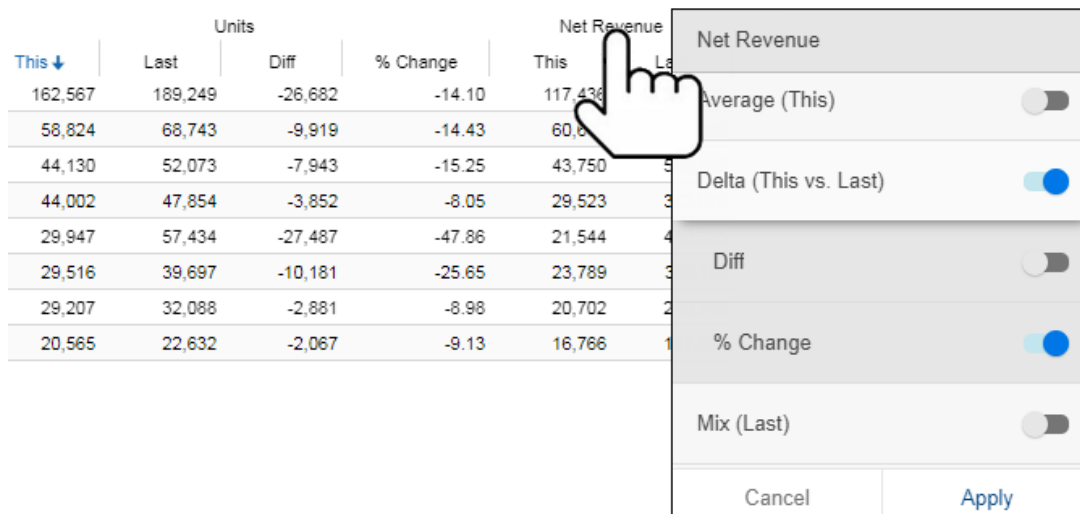 Units Net Revenue
This Last Diff % Change This
162,567 189,249 -26,682 -14.10 117,436
58,824 68,743 -9,919 -14.43
44,130 52,073 -7,943 -15.25 43,750
44,002 47,854 -3,852 -8.05 29,523
29,947 57,434 -27,487 -47.86 21,544
29,516 39,697 -10,181 -25.65 23,789
29,207 32,088 -2,881 -8.98 20,702
20,565 22,632 -2,067 -9.13 16,766
Net Revenue
Average (This)
Delta (This vs. Last)
Diff
% Change
Mix (Last)
Cancel Apply